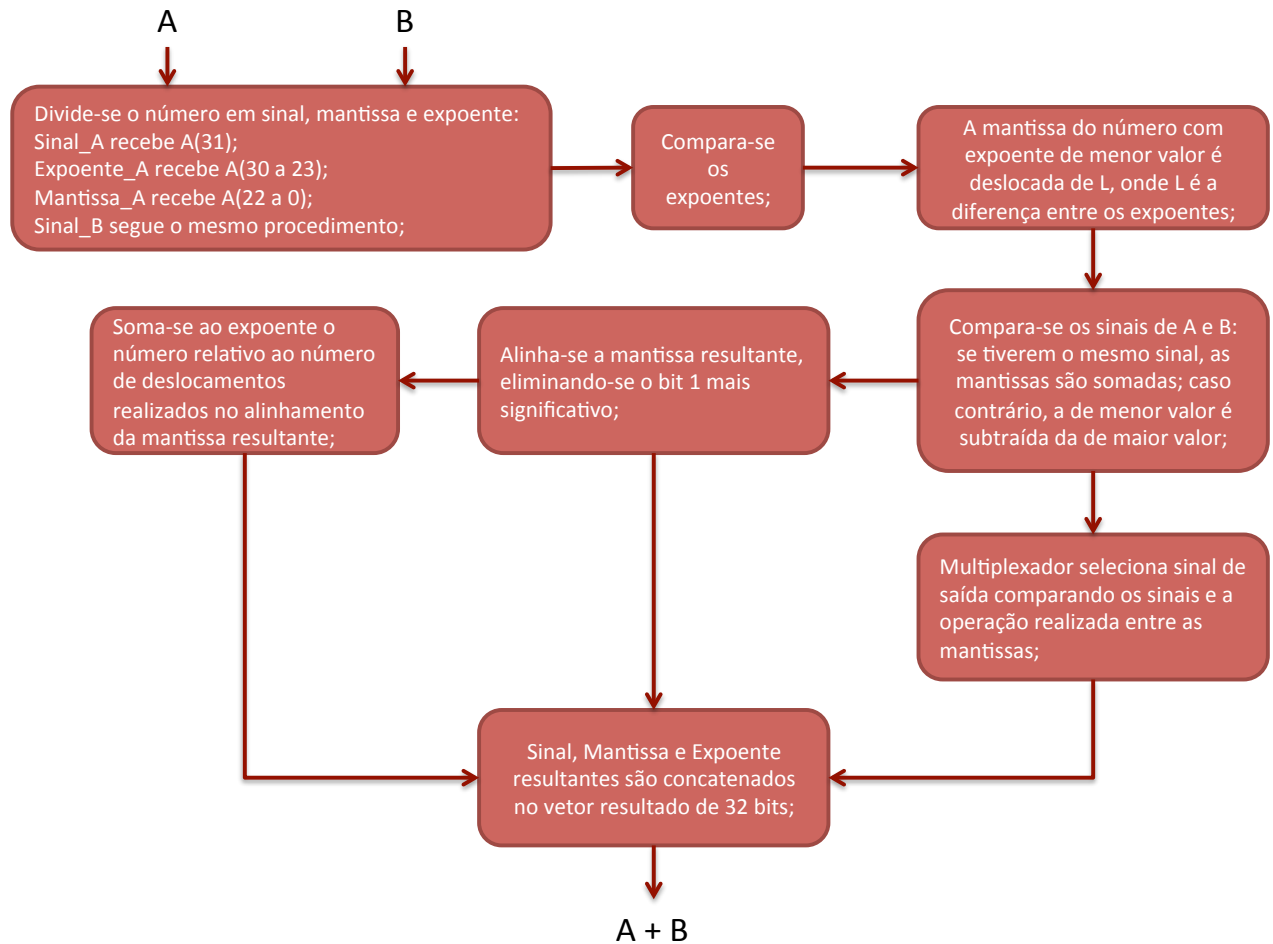 A
B
Divide-se o número em sinal, mantissa e expoente:
Sinal_A recebe A(31);
Expoente_A recebe A(30 a 23);
Mantissa_A recebe A(22 a 0);
Sinal_B segue o mesmo procedimento;
Compara-se
os
expoentes;
A mantissa do número com
expoente de menor valor é
deslocada de L, onde L é a
diferença entre os expoentes;
Compara-se os sinais de A e B:
se tiverem o mesmo sinal, as
mantissas são somadas; caso
contrário, a de menor valor é
subtraída da de maior valor;
Alinha-se a mantissa resultante,
eliminando-se o bit 1 mais
significativo;
Soma-se ao expoente o
número relativo ao número
de deslocamentos
realizados no alinhamento
da mantissa resultante;
Multiplexador seleciona sinal de
saída comparando os sinais e a
operação realizada entre as
mantissas;
Sinal, Mantissa e Expoente
resultantes são concatenados
no vetor resultado de 32 bits;
A + B